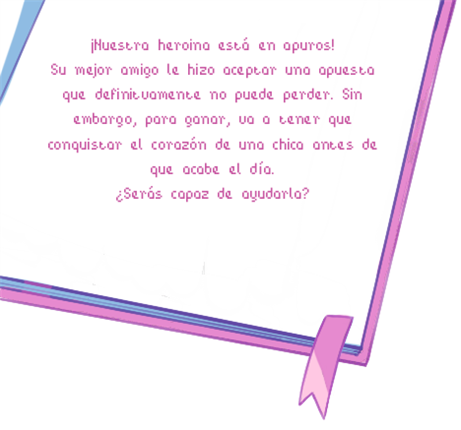 ¡Nuestra heroina está en apuros!
Su mejor amigo le hizo aceptar una apuesta
que definitivamente no puede perder. Sin
embargo, para ganar, va a tener que
conquistar el corazón de una chica antes de
que acabe el día.
¿Serás capaz de ayudarla?